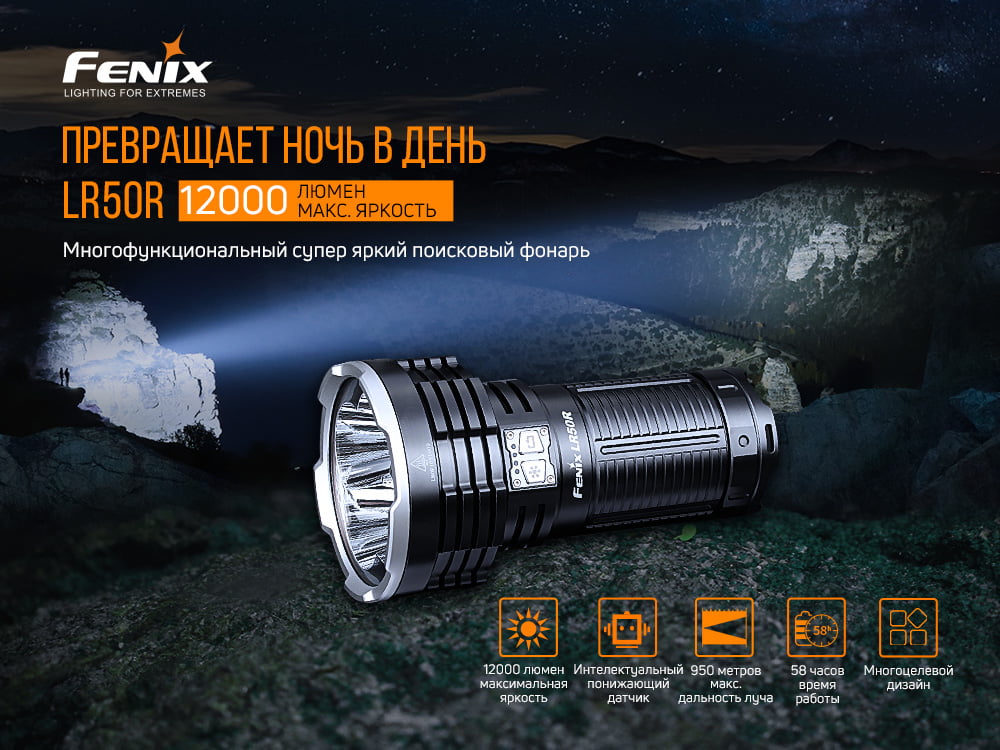 FENIX
LIGHTING FOR EXTREMES
ПРЕВРАЩАЕТ НОЧЬ В ДЕНЬ
LR50R 12000 ЛЮМЕН
МАКС. ЯРКОСТЬ
Многофункциональный супер яркий поисковый фонарь
FENIX LR50R
58h
12000 люмен
максимальная
яркость
Интелектуальный
понижающий
датчик
950 метров
макс.
дальность луча
58 часов
время
работы
Многоцелевой
дизайн